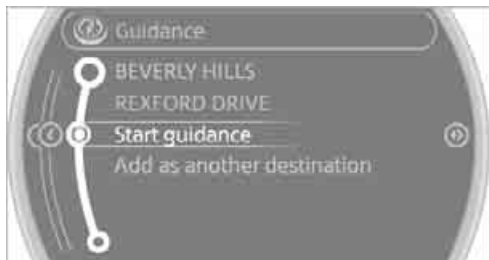 Guidance
BEVERLY HILLS
REXFORD DRIVE
Start guidance
Add as another destination